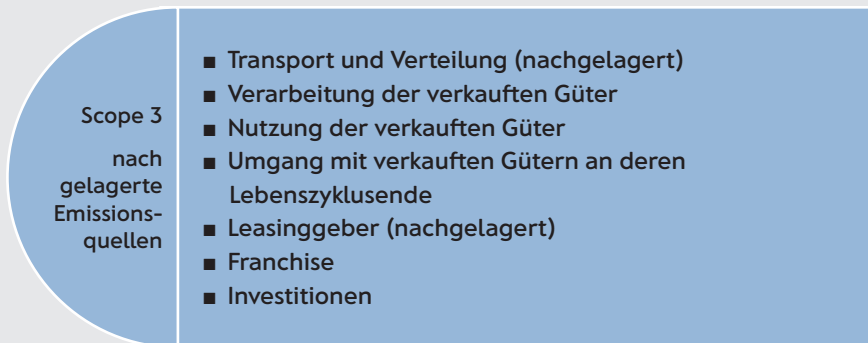 Scope 3
nach
gelagerte
Emissions-
quellen
■ Transport und Verteilung (nachgelagert)
■ Verarbeitung der verkauften Güter
■ Nutzung der verkauften Güter
■ Umgang mit verkauften Gütern an deren
Lebenszyklusende
■ Leasinggeber (nachgelagert)
■ Franchise
■ Investitionen